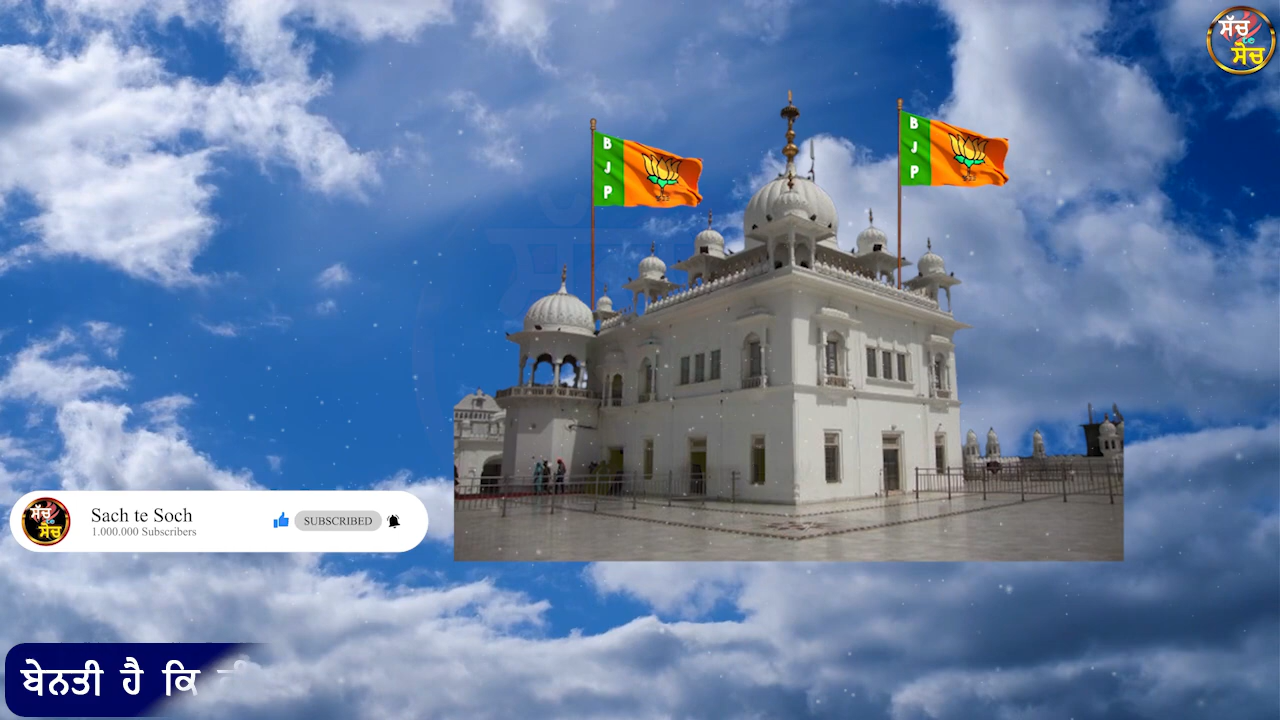 ਸੱਚ
ਤੇ
ਸੋਚ
B
J
P
B
J
P
ਸੱਚ
ਤੇ
ਸੋਚ
Sach te Soch
1.000.000 Subscribers
SUBSCRIBED
ਬੇਨਤੀ ਹੈ ਕਿ